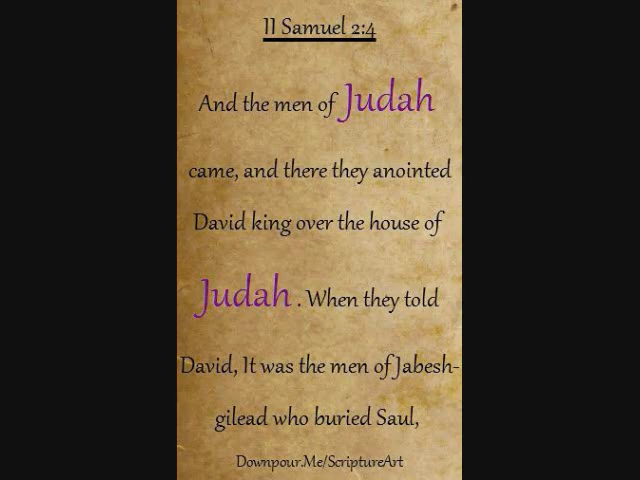 II Samuel 2:4
And the men of Judah
came, and there they anointed
David king over the house of
Judah . When they told
David, It was the men of Jabesh-
gilead who buried Saul,
Downpour.Me/ScriptureArt